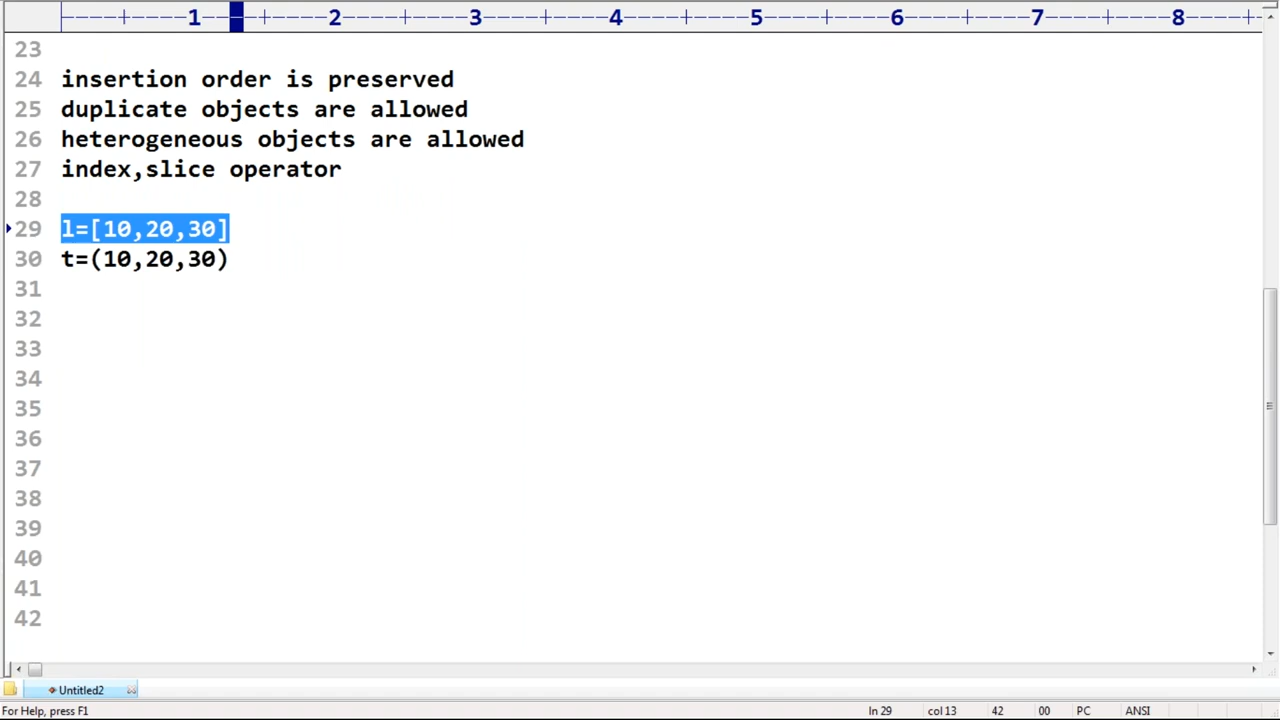 1 2 3 4 5 6 7 8
23
24 insertion order is preserved
25 duplicate objects are allowed
26 heterogeneous objects are allowed
27 index,slice operator
28
29 l=[10,20,30]
30 t=(10,20,30)
31
32
33
34
35
36
37
38
39
40
41
42
Untitled2
For Help, press F1 ln 29 col 13 42 00 PC ANSI